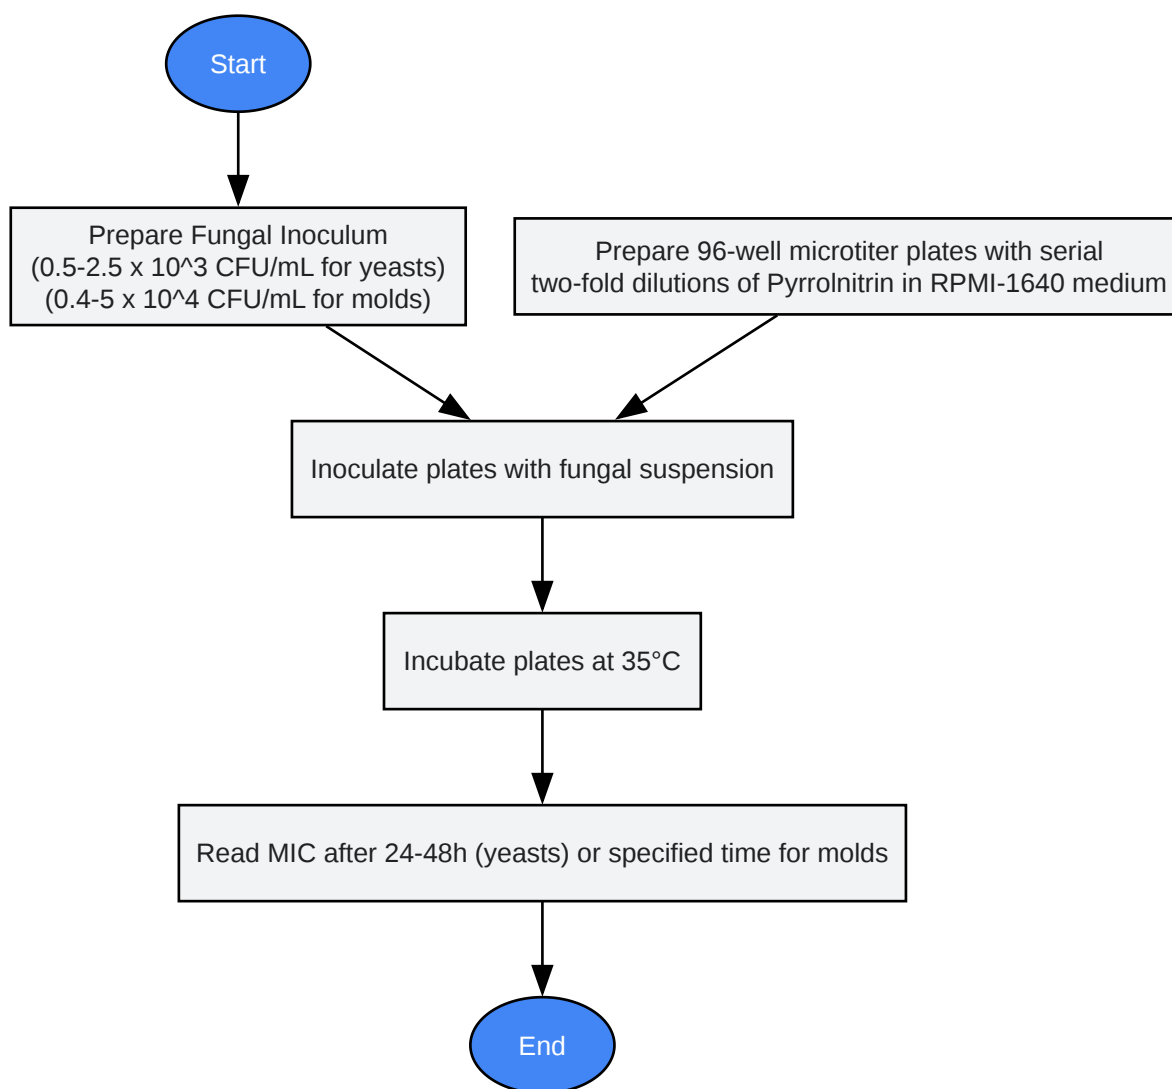 Start
Prepare Fungal Inoculum
(0.5-2.5 x 10^3 CFU/mL for yeasts)
(0.4-5 x 10^4 CFU/mL for molds)
Prepare 96-well microtiter plates with serial
two-fold dilutions of Pyrrolnitrin in RPMI-1640 medium
Inoculate plates with fungal suspension
Incubate plates at 35°C
Read MIC after 24-48h (yeasts) or specified time for molds
End